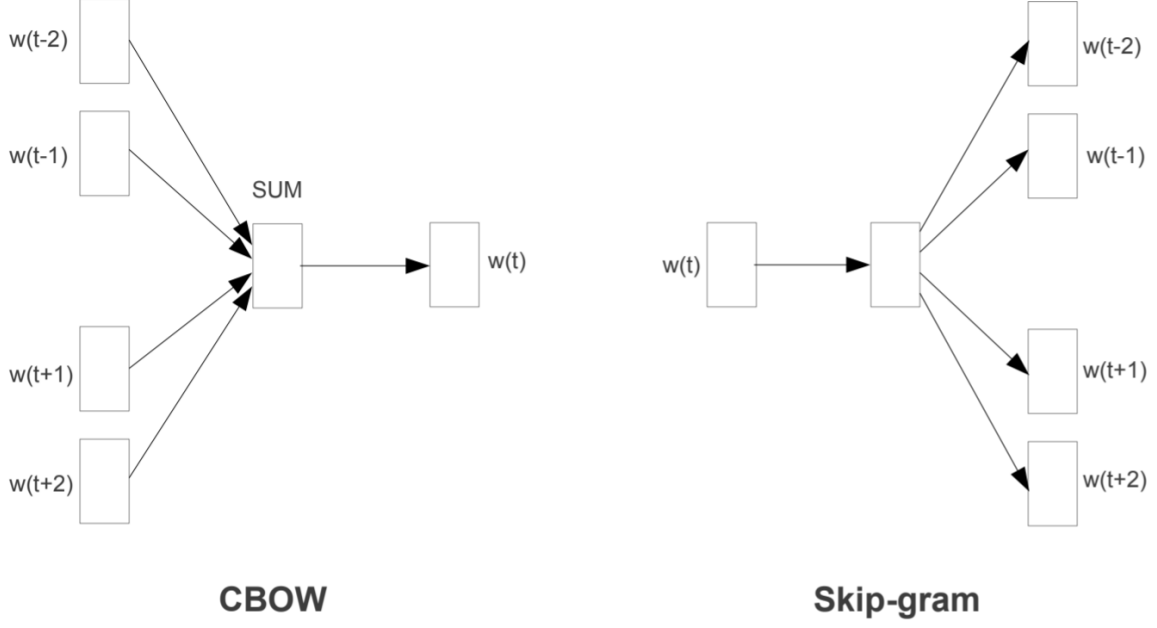 w(t-2)
w(t-1)
SUM
w(t)
w(t+1)
w(t+2)
CBOW
w(t-2)
w(t-1)
w(t)
w(t+1)
w(t+2)
Skip-gram